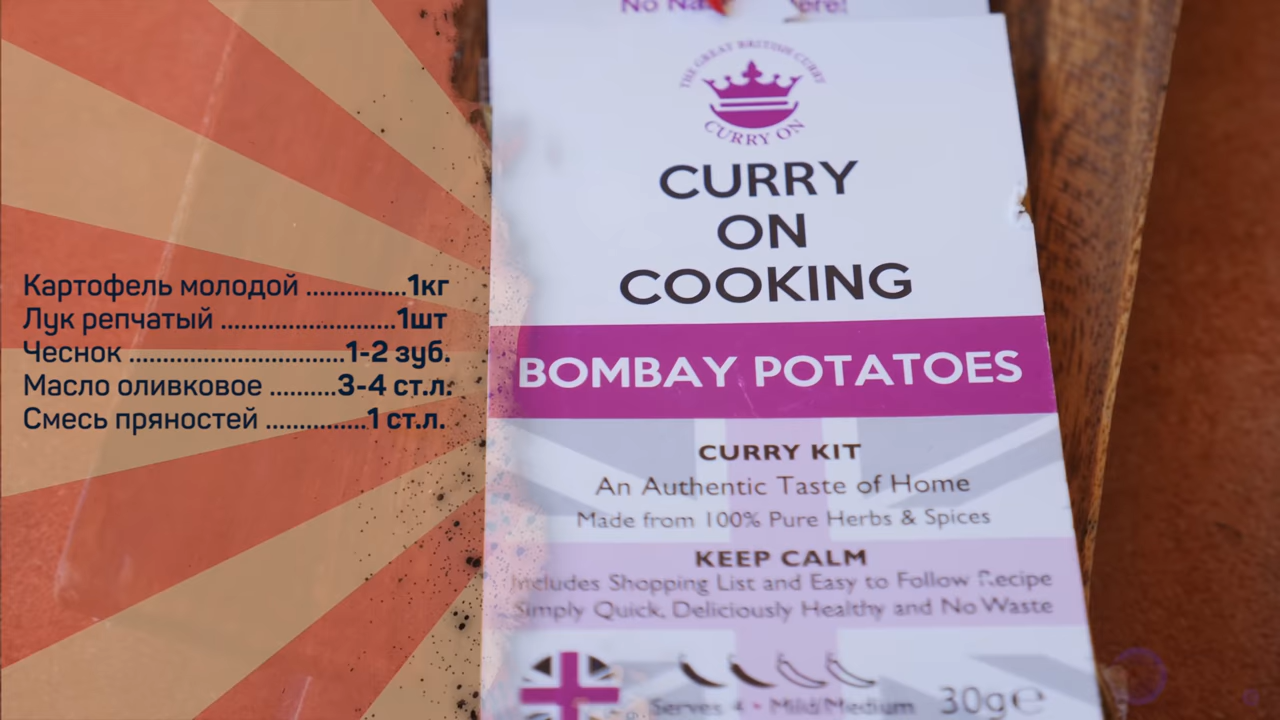 Картофель молодой ..............1кг
Лук репчатый ..........................1шт
Чеснок ................................1-2 зуб.
Масло оливковое ..........3-4 ст.л.
Смесь пряностей ...............1 ст.л.
No
THE GREAT BRITISH CURRY
CURRY ON
CURRY
ON
COOKING
BOMBAY POTATOES
CURRY KIT
An Authentic Taste of Home
Made from 100% Pure Herbs & Spices
KEEP CALM
Includes Shopping List and Easy to Follow Recipe
Simply Quick, Deliciously Healthy and No Waste
Serves 4 • Mild/Medium
30g℮